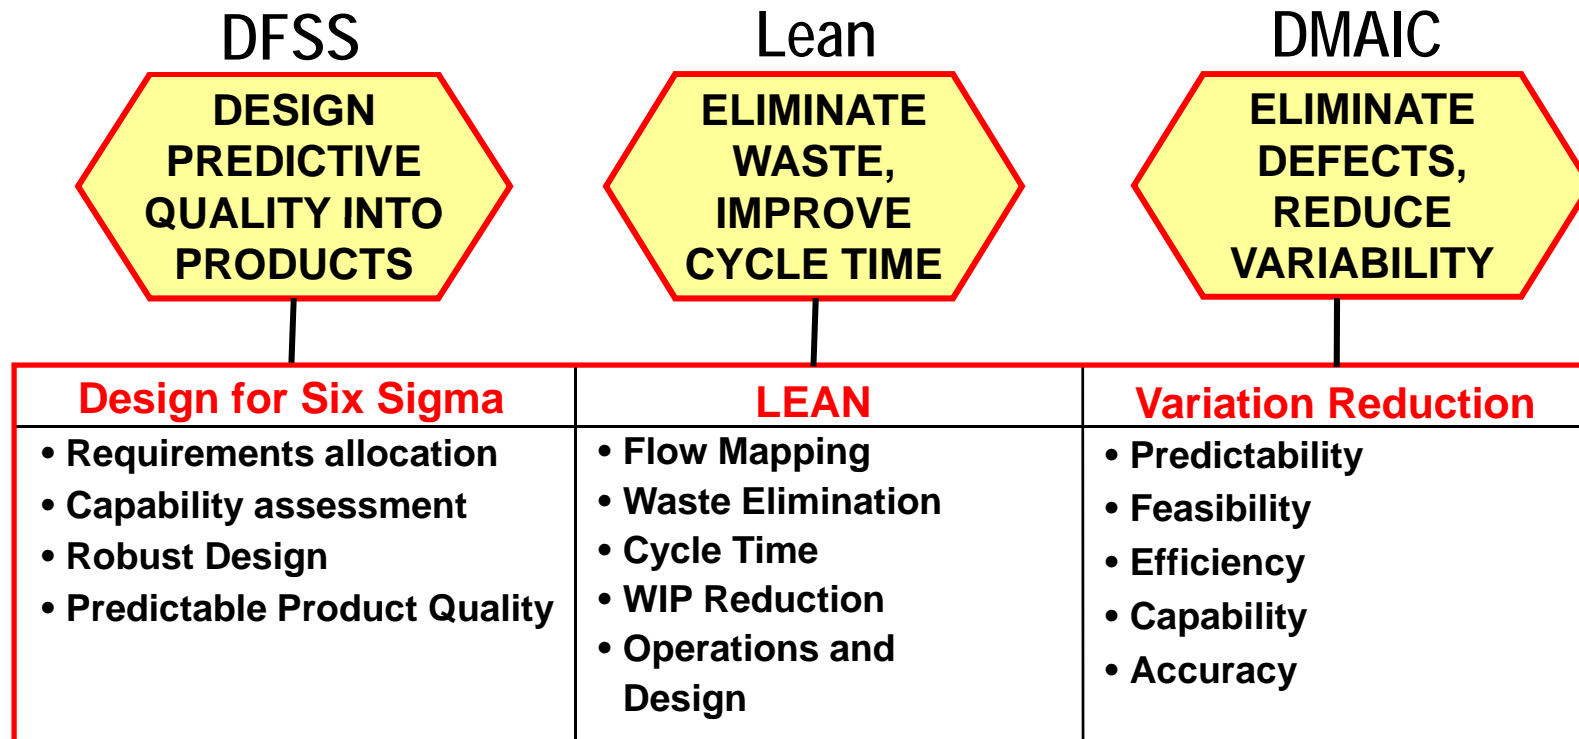 DFSS
DESIGN
PREDICTIVE
QUALITY INTO
PRODUCTS
Lean
ELIMINATE
WASTE,
IMPROVE
CYCLE TIME
DMAIC
ELIMINATE
DEFECTS,
REDUCE
VARIABILITY
Design for Six Sigma
• Requirements allocation
• Capability assessment
• Robust Design
• Predictable Product Quality
LEAN
• Flow Mapping
• Waste Elimination
• Cycle Time
• WIP Reduction
• Operations and
Design
Variation Reduction
• Predictability
• Feasibility
• Efficiency
• Capability
• Accuracy